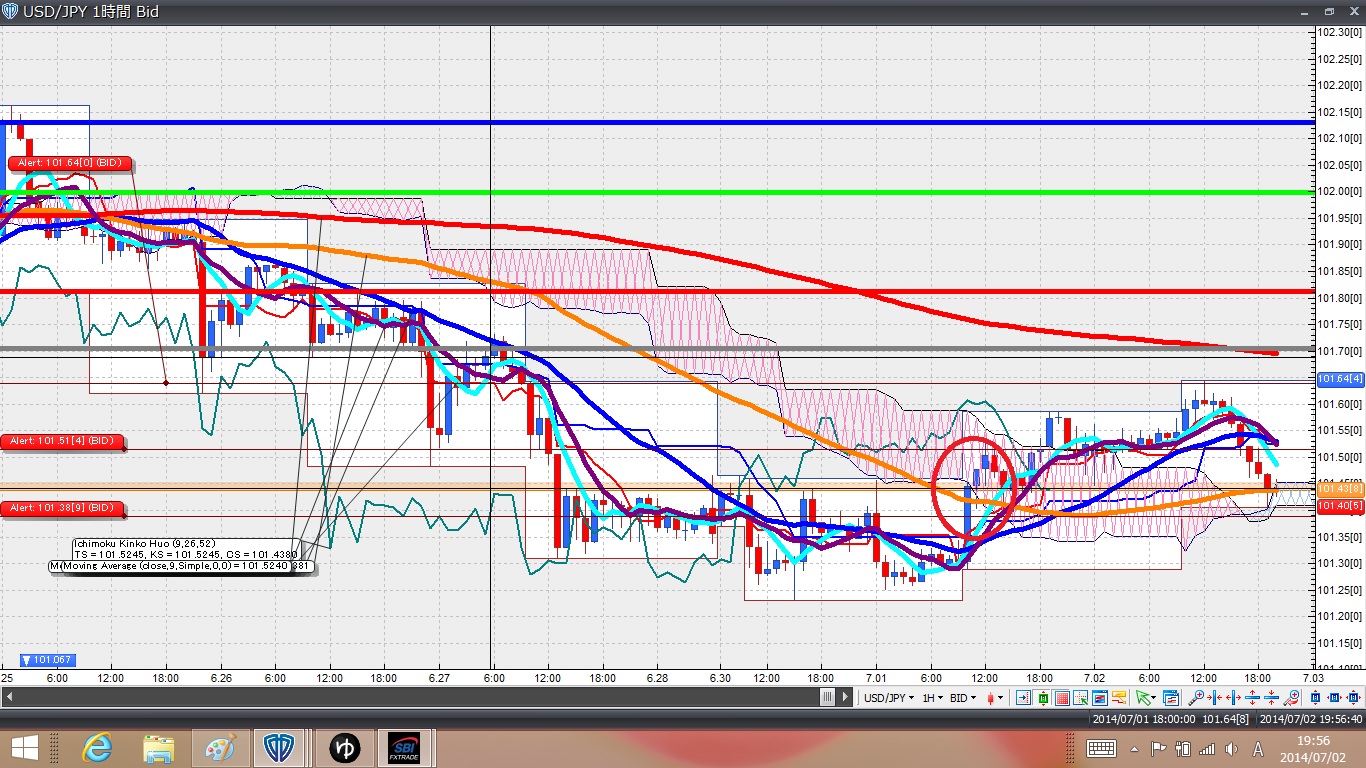 USD/JPY 1時間 Bid
102.30[0]
102.25[0]
102.20[0]
102.15[0]
102.10[0]
102.05[0]
102.00[0]
101.95[0]
101.90[0]
101.85[0]
101.80[0]
101.75[0]
101.70[0]
101.64[4]
101.60[0]
101.55[0]
101.50[0]
101.43[8]
101.40[5]
101.35[0]
101.30[0]
101.25[0]
101.20[0]
101.15[0]
Alert: 101.64[0] (BID)
Alert: 101.51[4] (BID)
Alert: 101.38[9] (BID)
Ichimoku Kinko Huo (9,26,52)
TS = 101.5245, KS = 101.5245, CS = 101.4380
Moving Average (close,9,Simple,0,0) = 101.5240
▼ 101.067
25 6:00 12:00 18:00 6.26 6:00 12:00 18:00 6.27 6:00 12:00 18:00 6.28 6.30 12:00 18:00 7.01 6:00 12:00 18:00 7.02 6:00 12:00 18:00 7.03
USD/JPY 1H BID
2014/07/01 18:00:00 101.64[8] 2014/07/02 19:56:40
ゆ
SBI
FXTRADE
A
19:56
2014/07/02